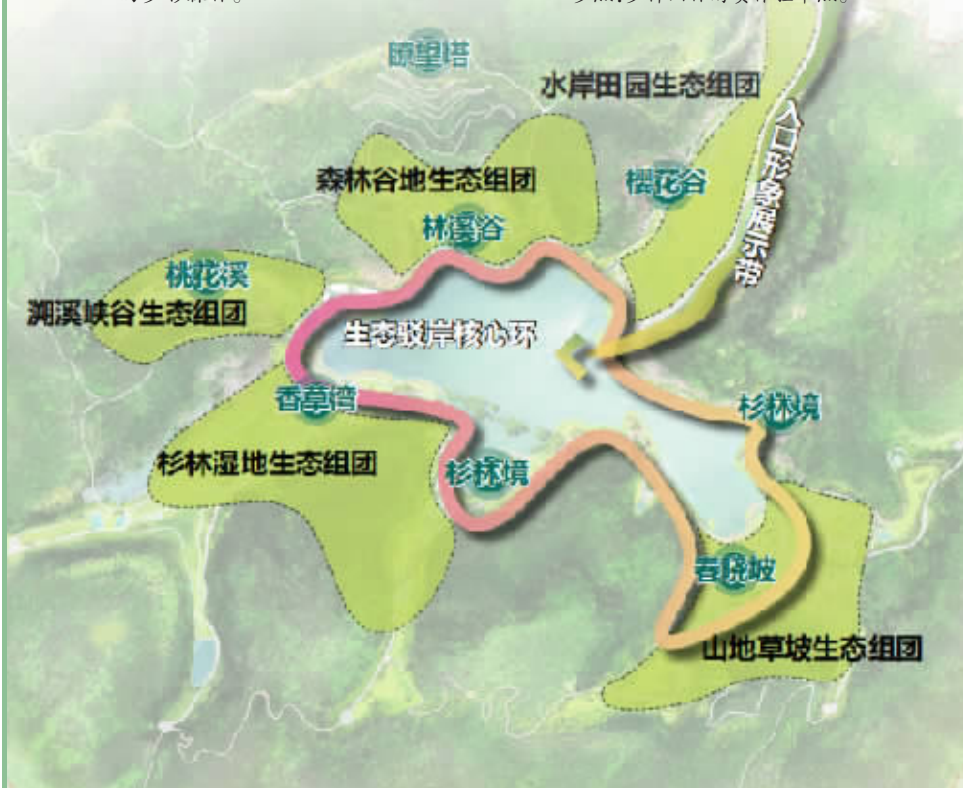 瞭望塔
水岸田园生态组团
入口形象展示带
森林谷地生态组团
樱花谷
林溪谷
桃花溪
溯溪峡谷生态组团
生态驳岸核心环
香草湾
杉林境
杉林湿地生态组团
杉林境
春晓坡
山地草坡生态组团